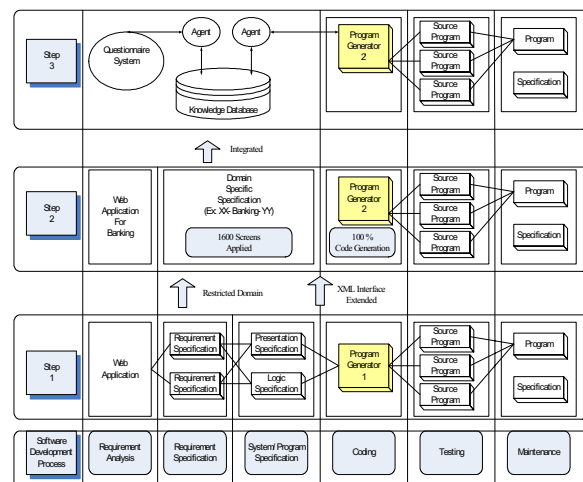 Step
3
Questionnaire
System
Agent
Agent
Knowledge Database
Program
Generator
2
Source
Program
Source
Program
Source
Program
Program
Specification
Integrated
Step
2
Web
Application
For
Banking
Domain
Specific
Specification
(Ex: XX- Banking- YY)
1600 Screens
Applied
Program
Generator
2
100 %
Code Generation
Source
Program
Source
Program
Source
Program
Program
Specification
Restricted Domain
XML Interface
Extended
Step
1
Web
Application
Requirement
Specification
Requirement
Specification
Presentation
Specification
Logic
Specification
Program
Generator
1
Source
Program
Source
Program
Source
Program
Program
Specification
Software
Development
Process
Requirement
Analysis
Requirement
Specification
System/ Program
Specification
Coding
Testing
Maintenance